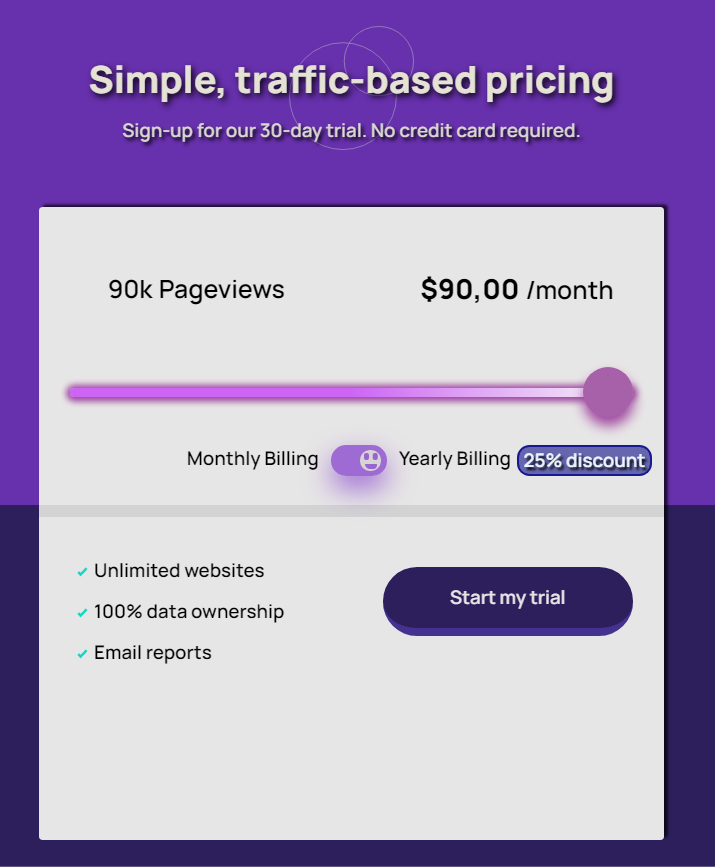 Simple, traffic-based pricing
Sign-up for our 30-day trial. No credit card required.
90k Pageviews
$90,00 /month
Monthly Billing
Yearly Billing
25% discount
Unlimited websites
100% data ownership
Email reports
Start my trial